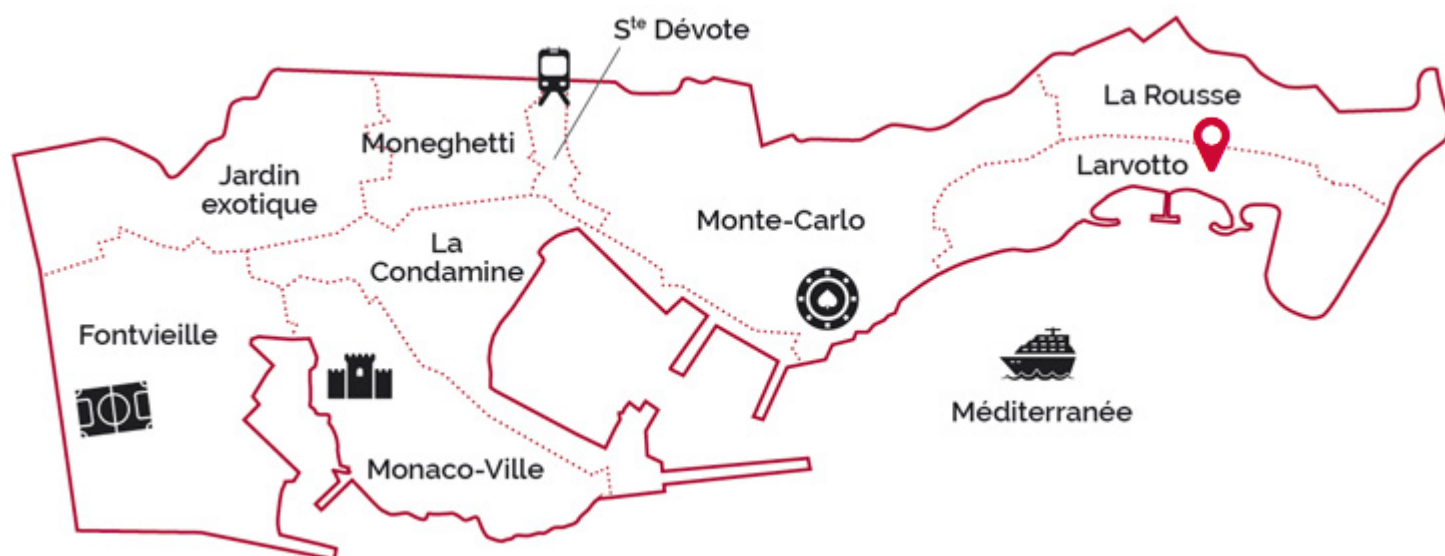 Sᵗᵉ Dévote
La Rousse
Moneghetti
Larvotto
Jardin
exotique
Monte-Carlo
La
Condamine
Fontvieille
Méditerranée
Monaco-Ville